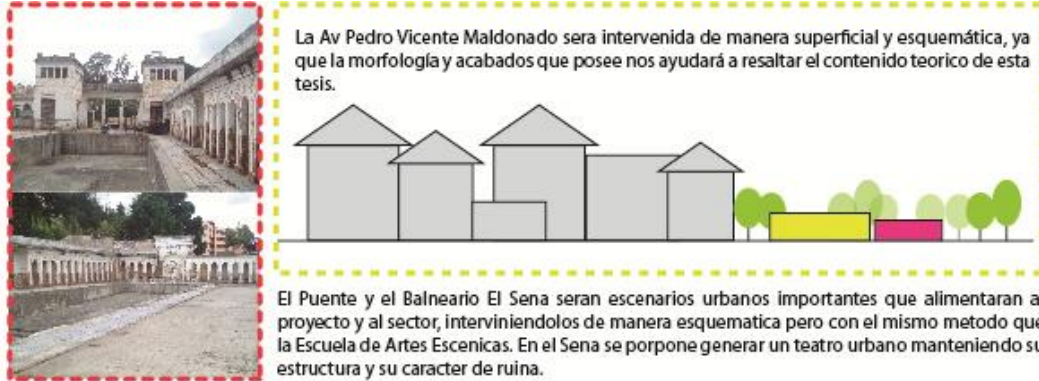 La Av Pedro Vicente Maldonado sera intervenida de manera superficial y esquemática, ya
que la morfología y acabados que posee nos ayudará a resaltar el contenido teorico de esta
tesis.
El Puente y el Balneario El Sena seran escenarios urbanos importantes que alimentaran a
proyecto y al sector, interviniendolos de manera esquematica pero con el mismo metodo que
la Escuela de Artes Escenicas. En el Sena se porpone generar un teatro urbano manteniendo su
estructura y su caracter de ruina.